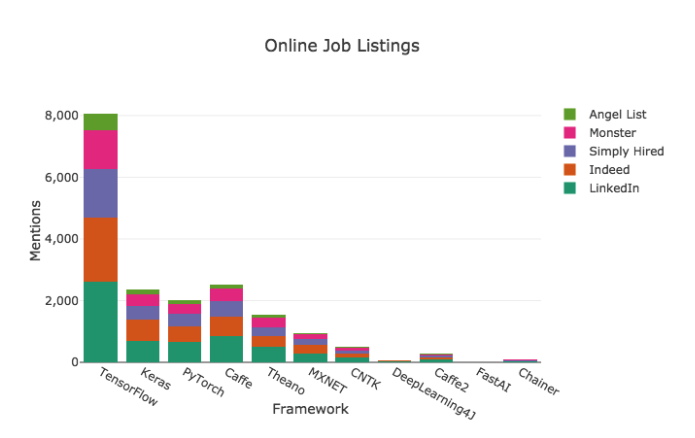 Online Job Listings
Angel List
Monster
Simply Hired
Indeed
LinkedIn
Mentions
8,000
6,000
4,000
2,000
0
TensorFlow
Keras
PyTorch
Caffe
Theano
MXNET
CNTK
DeepLearning4J
Caffe2
FastAI
Chainer
Framework